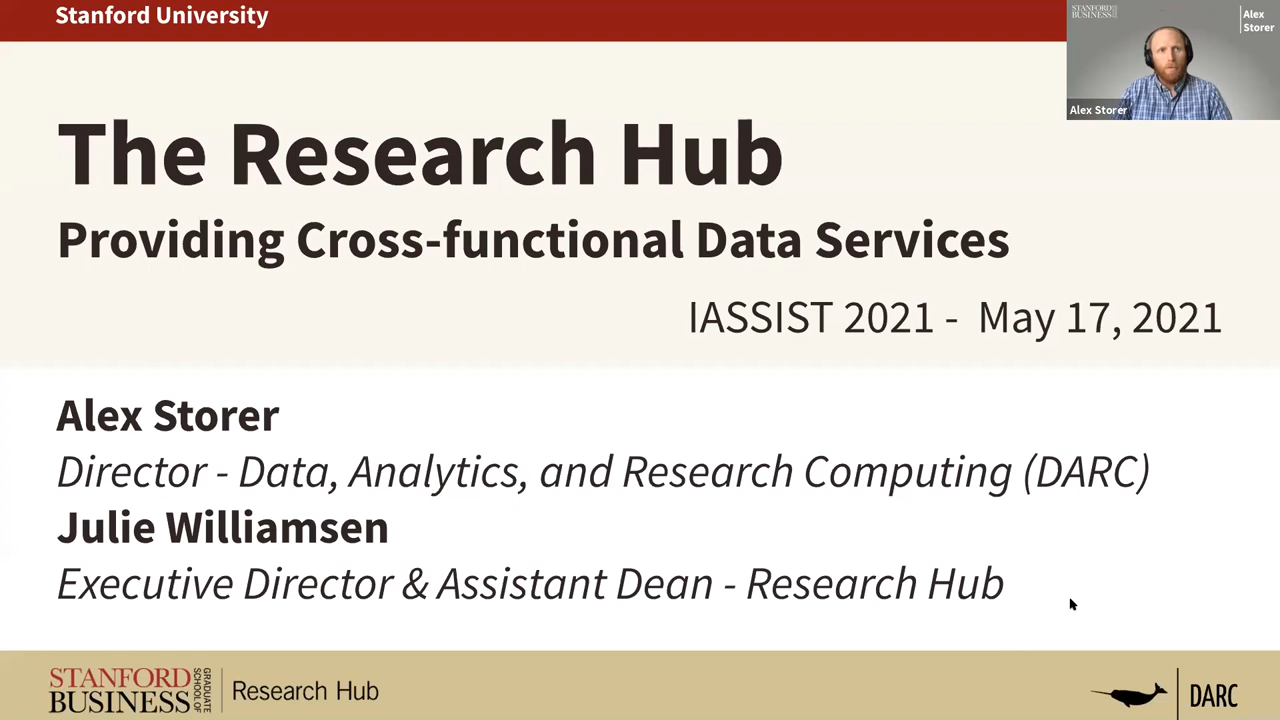 Stanford University
STANFORD
BUSINESS
Alex
Storer
Alex Storer
The Research Hub
Providing Cross-functional Data Services
IASSIST 2021 - May 17, 2021
Alex Storer
Director - Data, Analytics, and Research Computing (DARC)
Julie Williamsen
Executive Director & Assistant Dean - Research Hub
STANFORD
BUSINESS
GRADUATE
SCHOOL OF
Research Hub
DARC